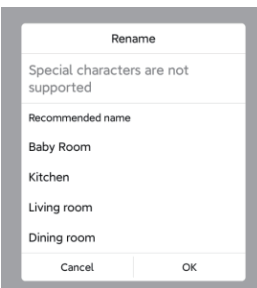 Rename
Special characters are not
supported
Recommended name
Baby Room
Kitchen
Living room
Dining room
Cancel OK